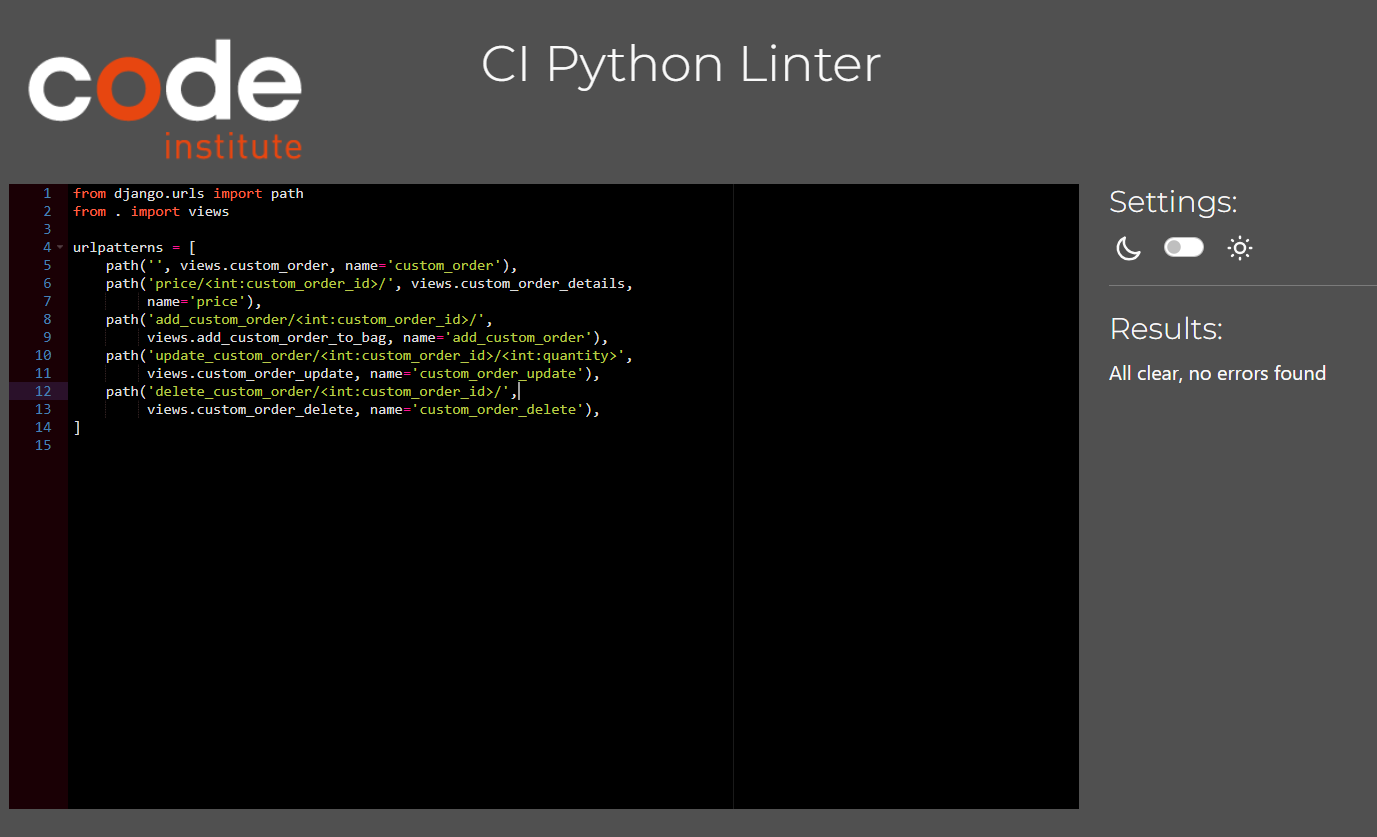 code
institute
CI Python Linter
1 from django.urls import path
2 from . import views
3
4 urlpatterns = [
5     path('', views.custom_order, name='custom_order'),
6     path('price/<int:custom_order_id>/', views.custom_order_details,
7          name='price'),
8     path('add_custom_order/<int:custom_order_id>/',
9          views.add_custom_order_to_bag, name='add_custom_order'),
10     path('update_custom_order/<int:custom_order_id>/<int:quantity>',
11          views.custom_order_update, name='custom_order_update'),
12     path('delete_custom_order/<int:custom_order_id>/',
13          views.custom_order_delete, name='custom_order_delete'),
14 ]
15
Settings:
Results:
All clear, no errors found